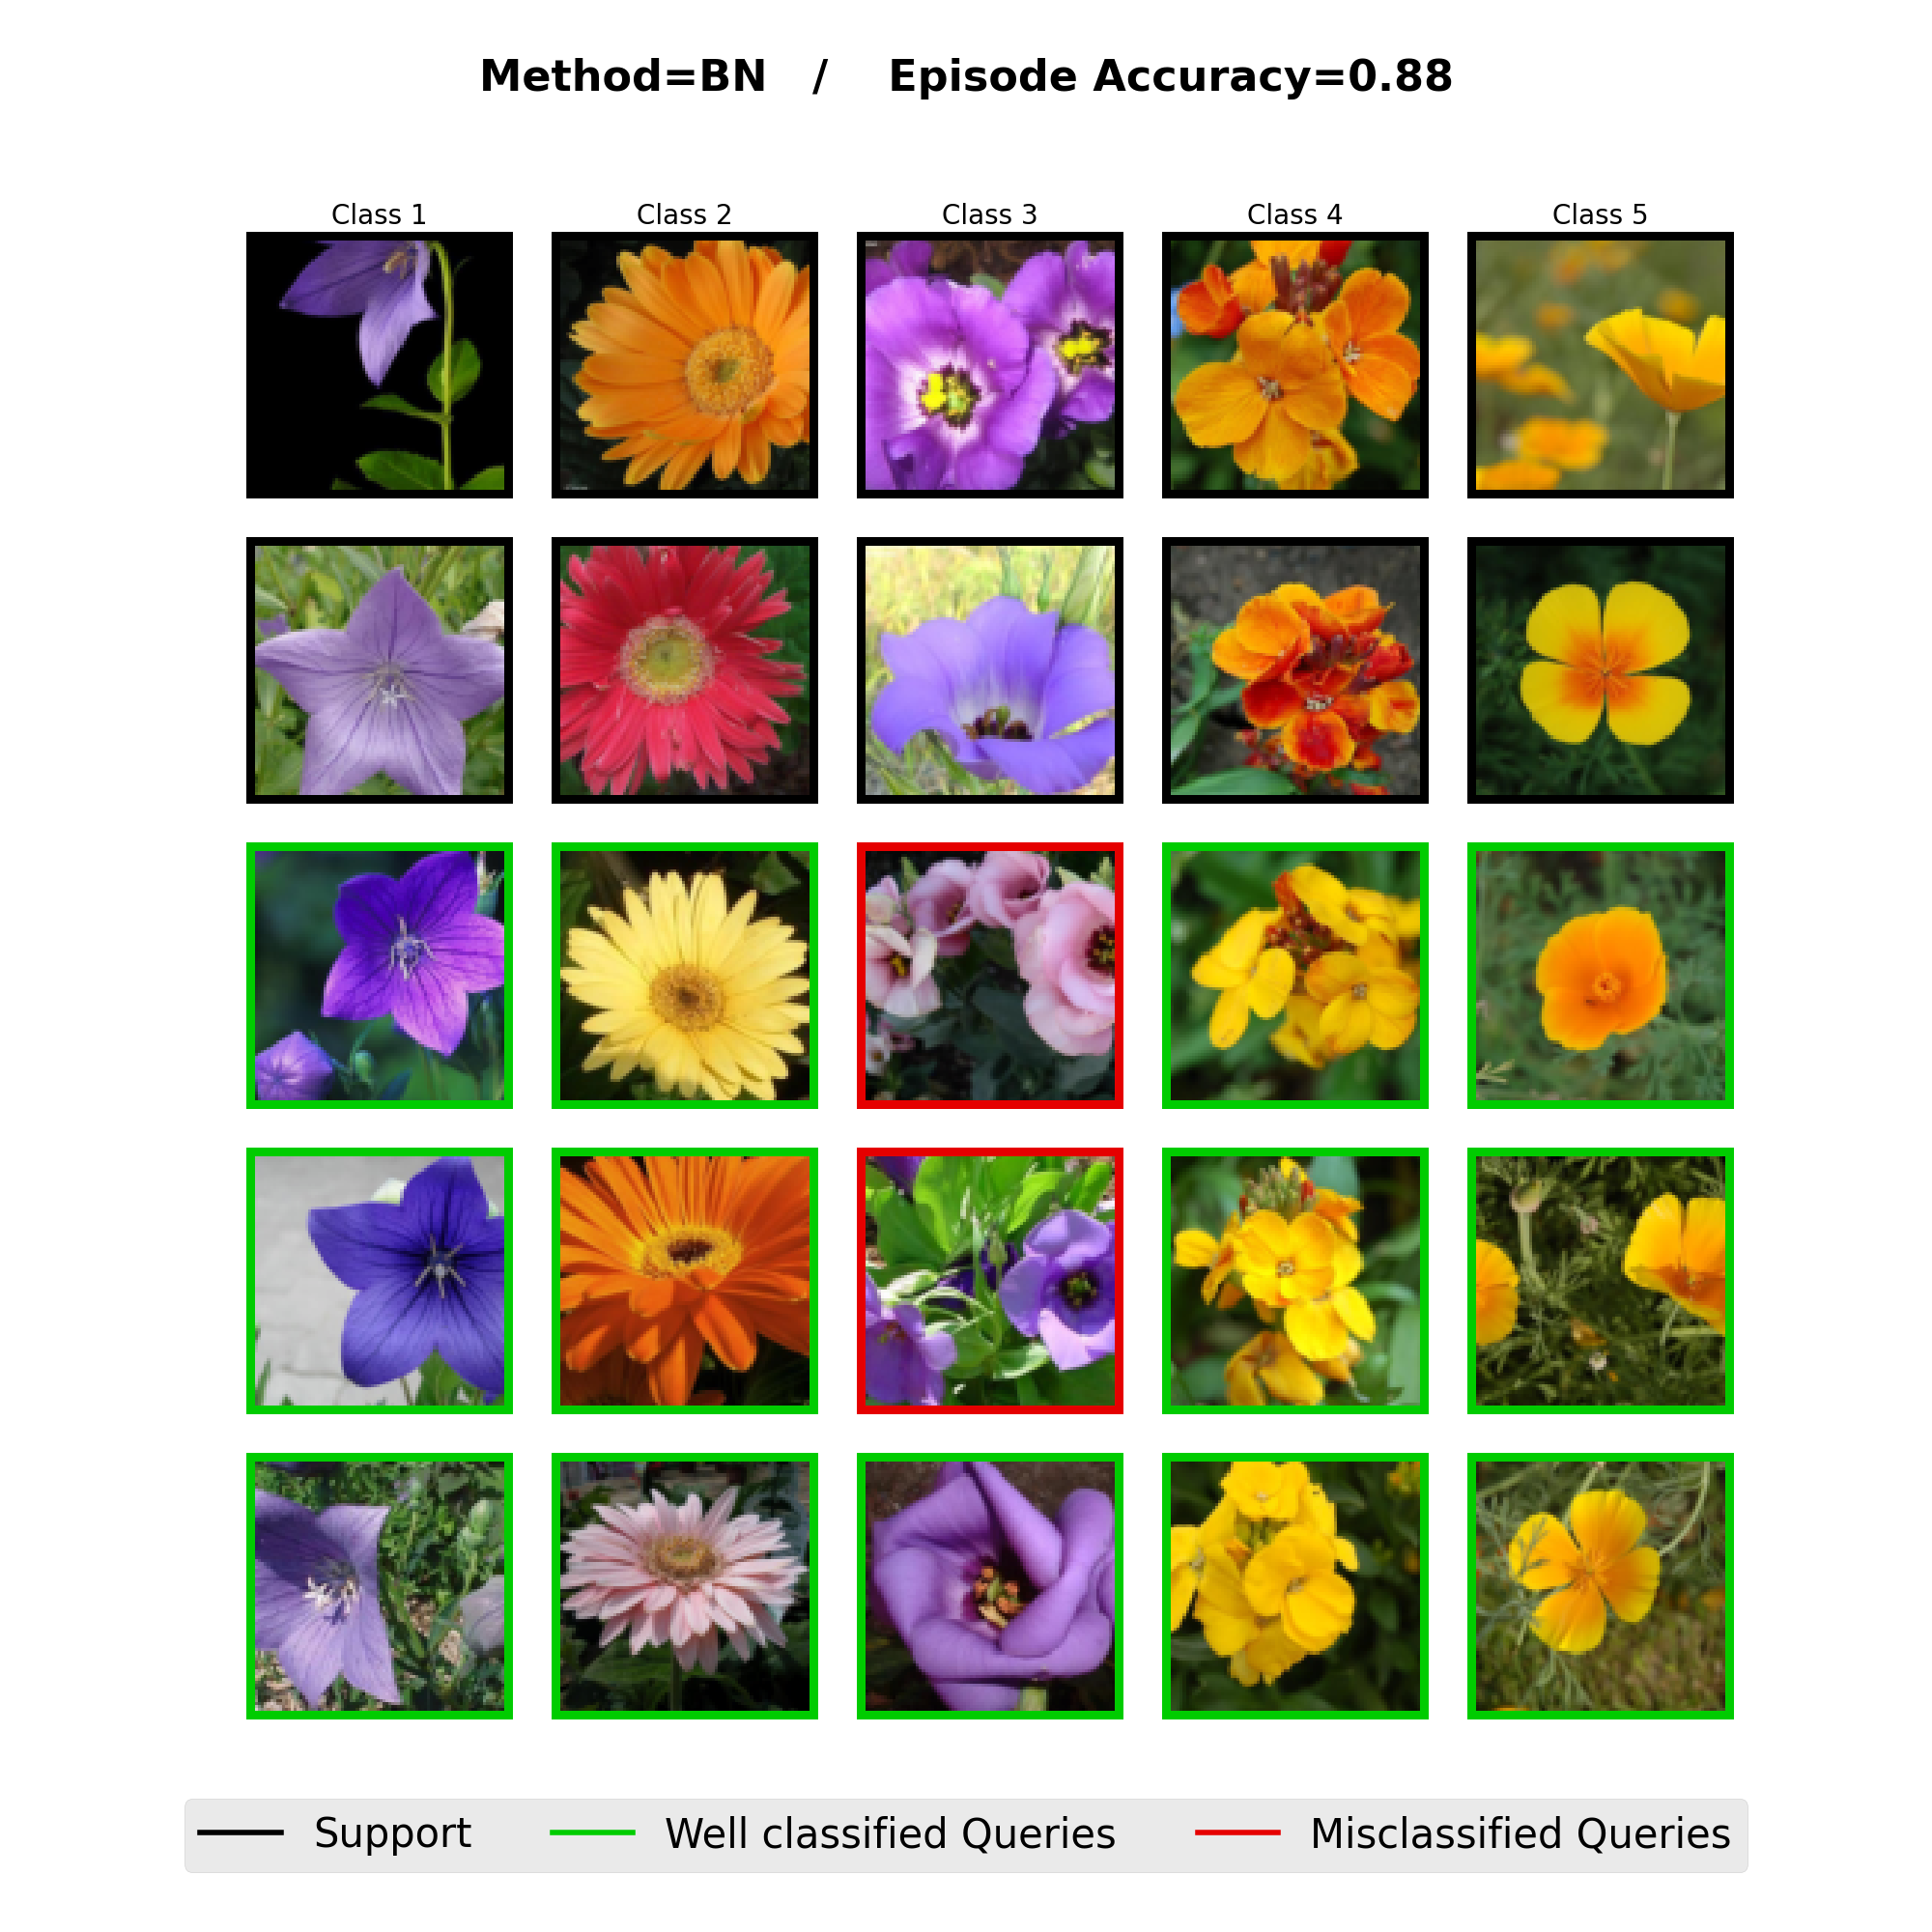 Method=BN / Episode Accuracy=0.88
Class 1 Class 2 Class 3 Class 4 Class 5
Support Well classified Queries Misclassified Queries